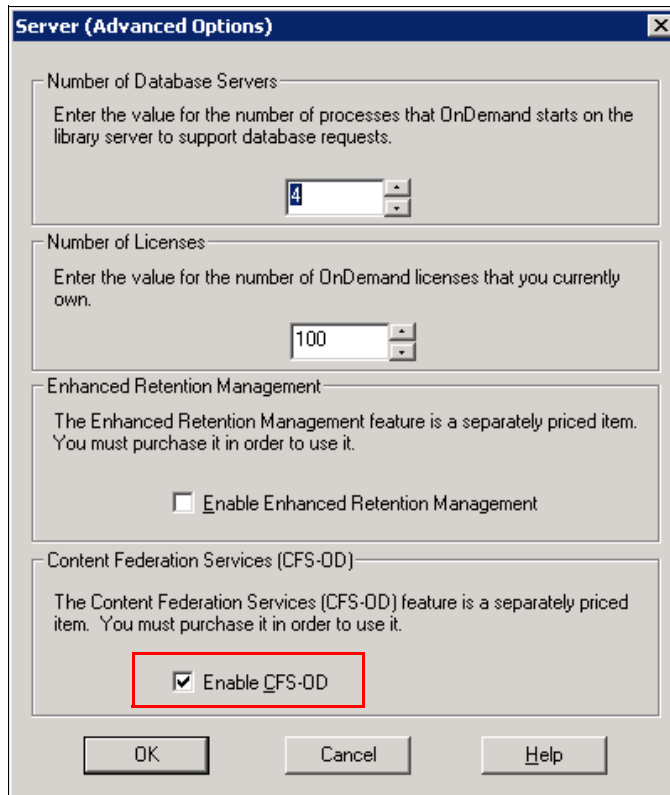 Server (Advanced Options)
Number of Database Servers
Enter the value for the number of processes that OnDemand starts on the
library server to support database requests.
4
Number of Licenses
Enter the value for the number of OnDemand licenses that you currently
own.
100
Enhanced Retention Management
The Enhanced Retention Management feature is a separately priced item.
You must purchase it in order to use it.
Enable Enhanced Retention Management
Content Federation Services (CFS-OD)
The Content Federation Services (CFS-OD) feature is a separately priced
item.  You must purchase it in order to use it.
Enable CFS-OD
OK Cancel Help